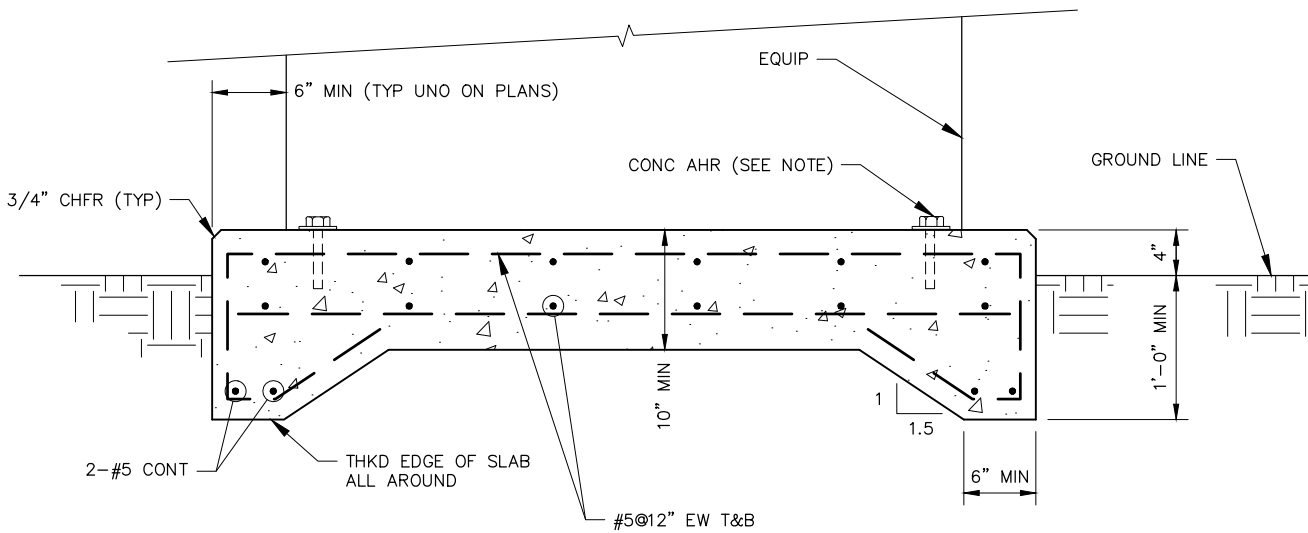 EQUIP
6” MIN (TYP UNO ON PLANS)
CONC AHR (SEE NOTE)
GROUND LINE
3/4” CHFR (TYP)
4”
1’-0” MIN
10” MIN
1
1.5
6” MIN
2-#5 CONT
THKD EDGE OF SLAB
ALL AROUND
#5@12” EW T&B